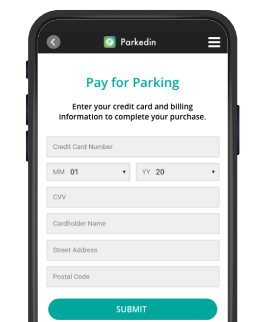 Parkedin
Pay for Parking
Enter your credit card and billing
information to complete your purchase.
Credit Card Number
MM 01 YY 20
CVV
Cardholder Name
Street Address
Postal Code
SUBMIT